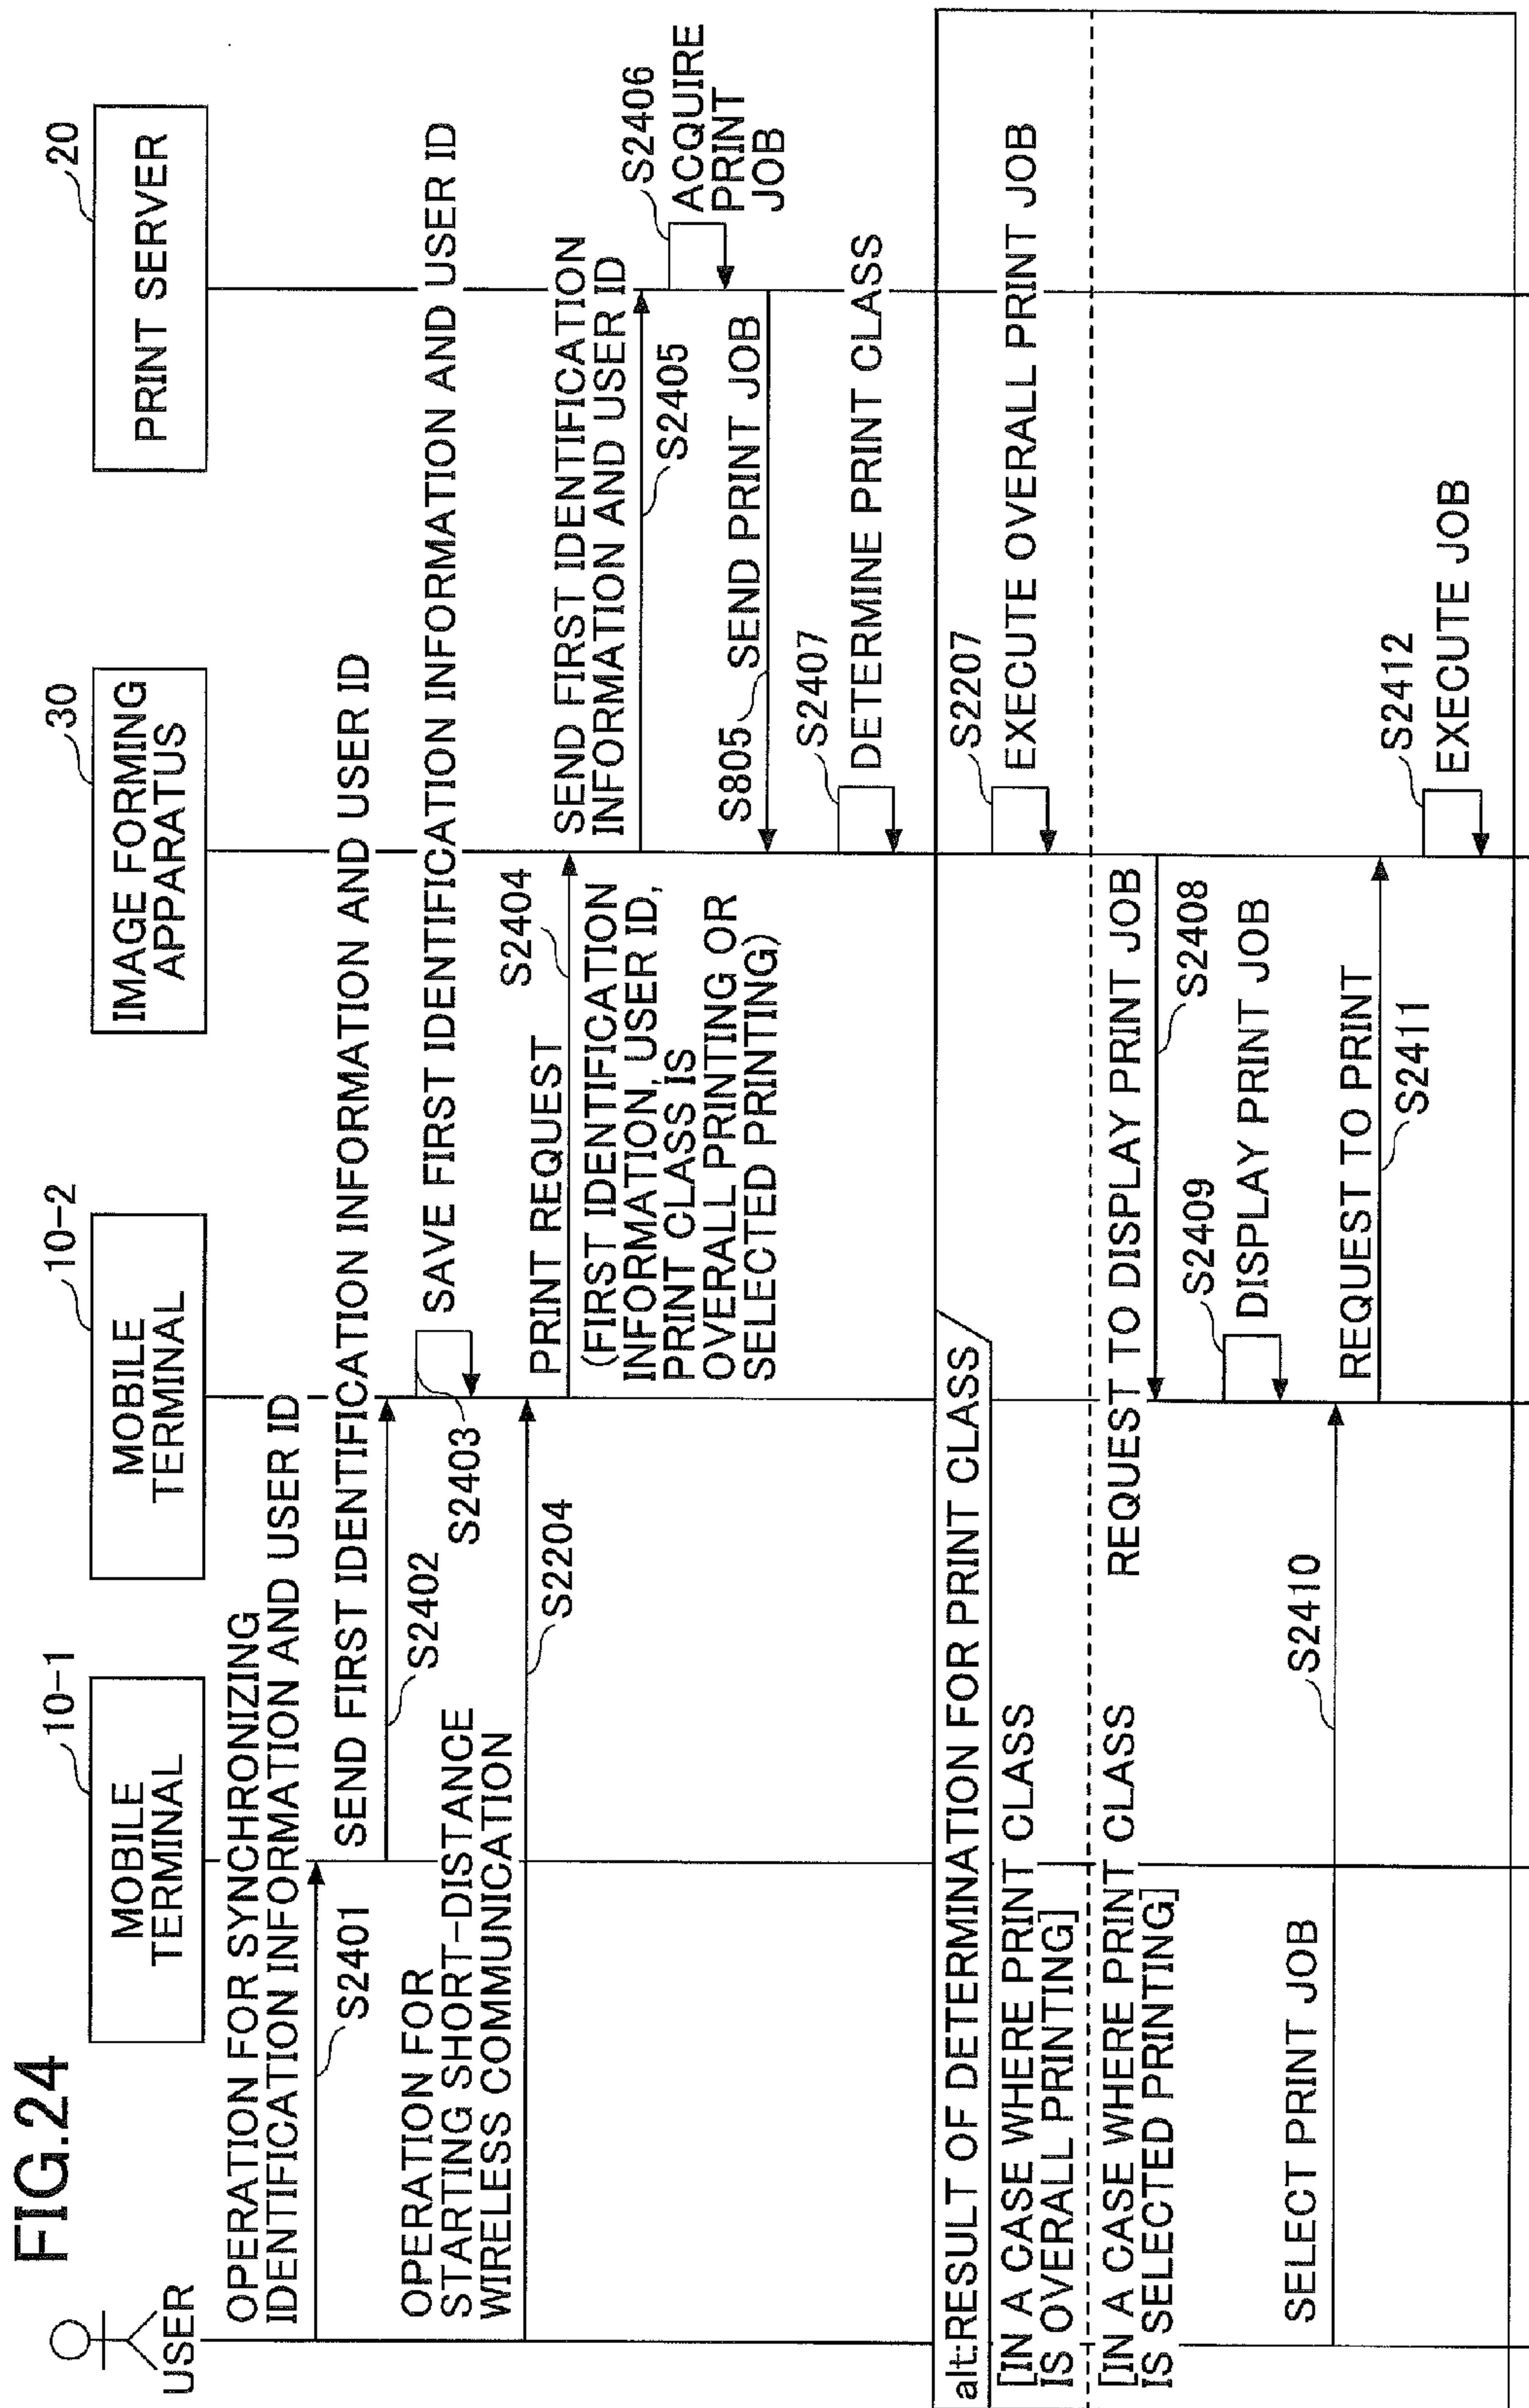 FIG.24
USER
10-1
MOBILE
TERMINAL
10-2
MOBILE
TERMINAL
30
IMAGE FORMING
APPARATUS
20
PRINT SERVER
OPERATION FOR SYNCHRONIZING
IDENTIFICATION INFORMATION AND USER ID
S2401
SEND FIRST IDENTIFICATION INFORMATION AND USER ID
S2402
SAVE FIRST IDENTIFICATION INFORMATION AND USER ID
S2403
OPERATION FOR
STARTING SHORT-DISTANCE
WIRELESS COMMUNICATION
S2204
PRINT REQUEST
S2404
(FIRST IDENTIFICATION
INFORMATION, USER ID,
PRINT CLASS IS
OVERALL PRINTING OR
SELECTED PRINTING)
SEND FIRST IDENTIFICATION
INFORMATION AND USER ID
S2405
S2406
ACQUIRE
PRINT
JOB
S805
SEND PRINT JOB
S2407
DETERMINE PRINT CLASS
alt:RESULT OF DETERMINATION FOR PRINT CLASS
[IN A CASE WHERE PRINT CLASS
IS OVERALL PRINTING]
S2207
EXECUTE OVERALL PRINT JOB
[IN A CASE WHERE PRINT CLASS
IS SELECTED PRINTING]
REQUEST TO DISPLAY PRINT JOB
S2408
S2409
DISPLAY PRINT JOB
SELECT PRINT JOB
S2410
REQUEST TO PRINT
S2411
S2412
EXECUTE JOB